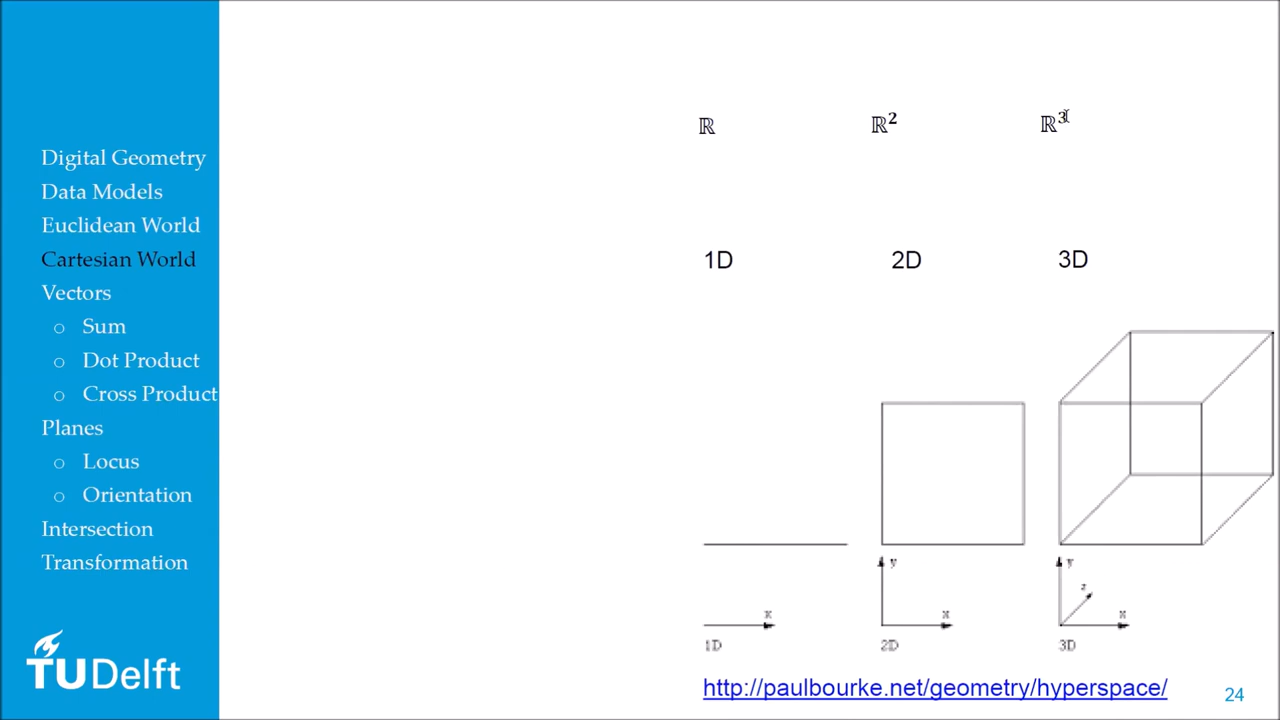 Digital Geometry
Data Models
Euclidean World
Cartesian World
Vectors
o Sum
o Dot Product
o Cross Product
Planes
o Locus
o Orientation
Intersection
Transformation
TUDelft
ℝ ℝ² ℝ³
1D 2D 3D
y y
z
x x x
1D 2D 3D
http://paulbourke.net/geometry/hyperspace/
24